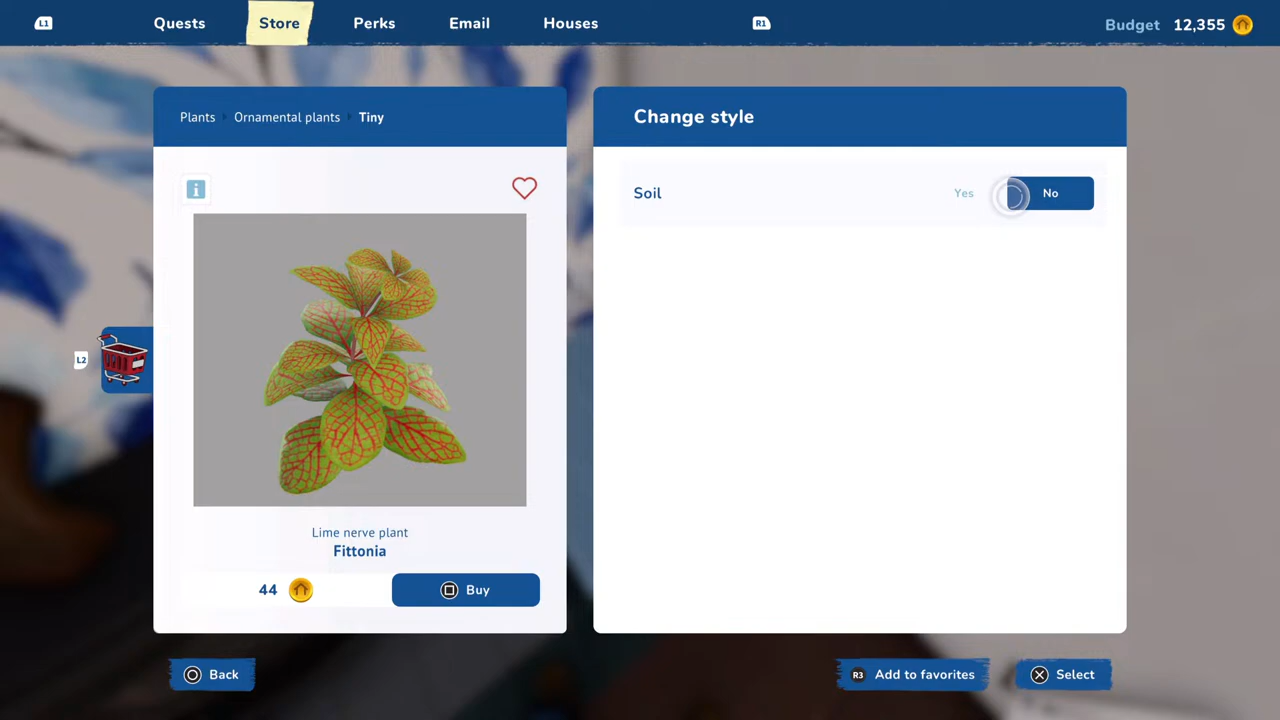 L1
Quests
Store
Perks
Email
Houses
R1
Budget 12,355
Plants Ornamental plants Tiny
Change style
i
Soil
Yes
No
L2
Lime nerve plant
Fittonia
44
Buy
Back
R3 Add to favorites
Select